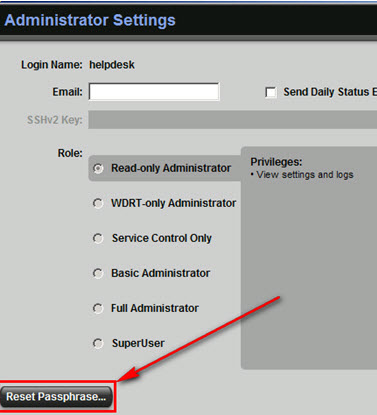 Administrator Settings
Login Name: helpdesk
Email:
Send Daily Status E
SSHv2 Key:
Role:
Read-only Administrator
Privileges:
• View settings and logs
WDRT-only Administrator
Service Control Only
Basic Administrator
Full Administrator
SuperUser
Reset Passphrase...